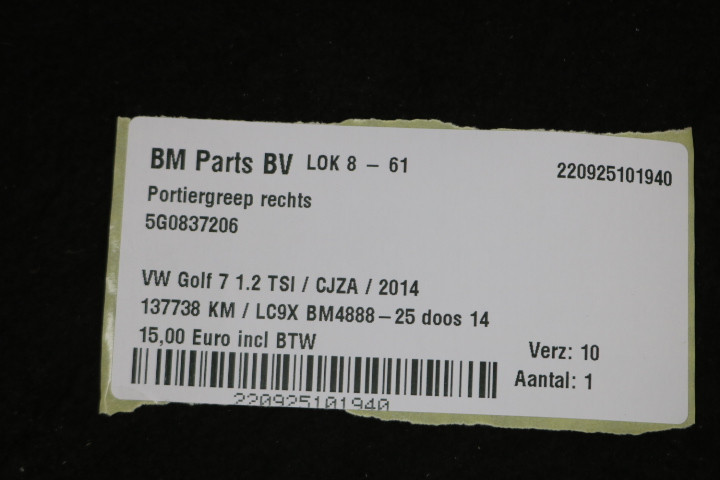 BM Parts BV LOK 8 - 61
220925101940
Portiergreep rechts
5G0837206
VW Golf 7 1.2 TSI / CJZA / 2014
137738 KM / LC9X BM4888-25 doos 14
15,00 Euro incl BTW
Verz: 10
Aantal: 1
220925101940